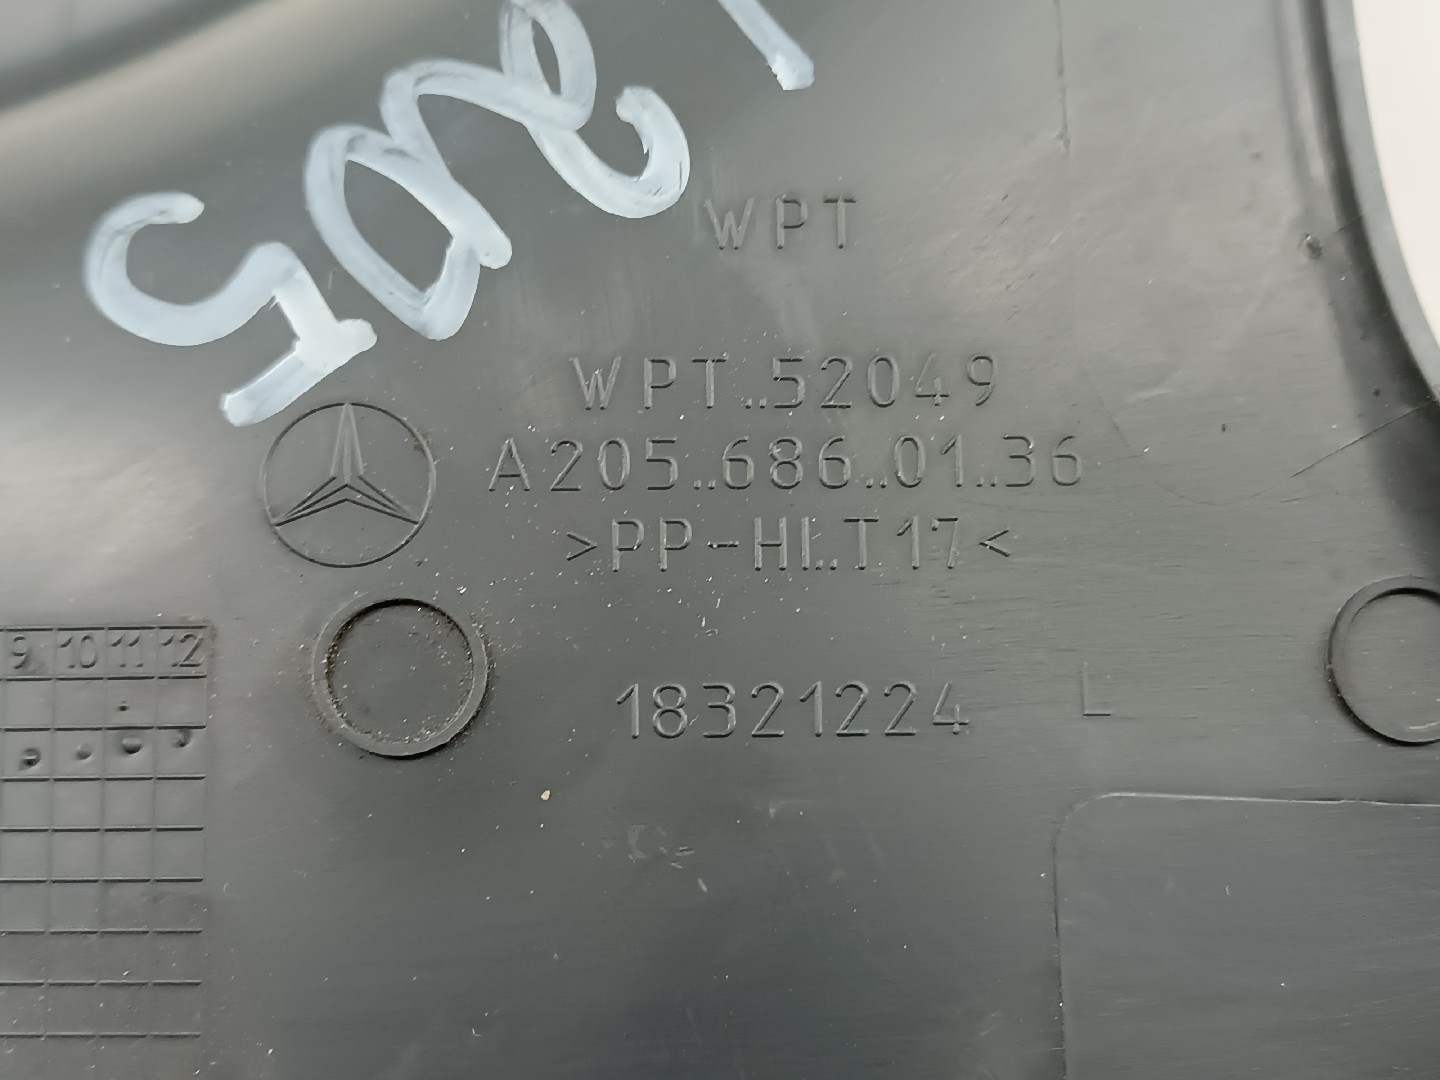 WPT
WPT..52049
A205..686..01..36
>PP-HI..T17<
18321224 L
9 10 11 12